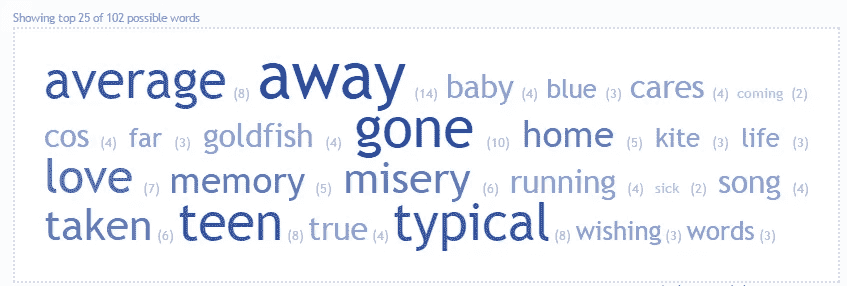 Showing top 25 of 102 possible words
average (8) away (14) baby (4) blue (3) cares (4) coming (2)
cos (4) far (3) goldfish (4) gone (10) home (5) kite (3) life (3)
love (7) memory (5) misery (6) running (4) sick (2) song (4)
taken (6) teen (8) true (4) typical (8) wishing (3) words (3)